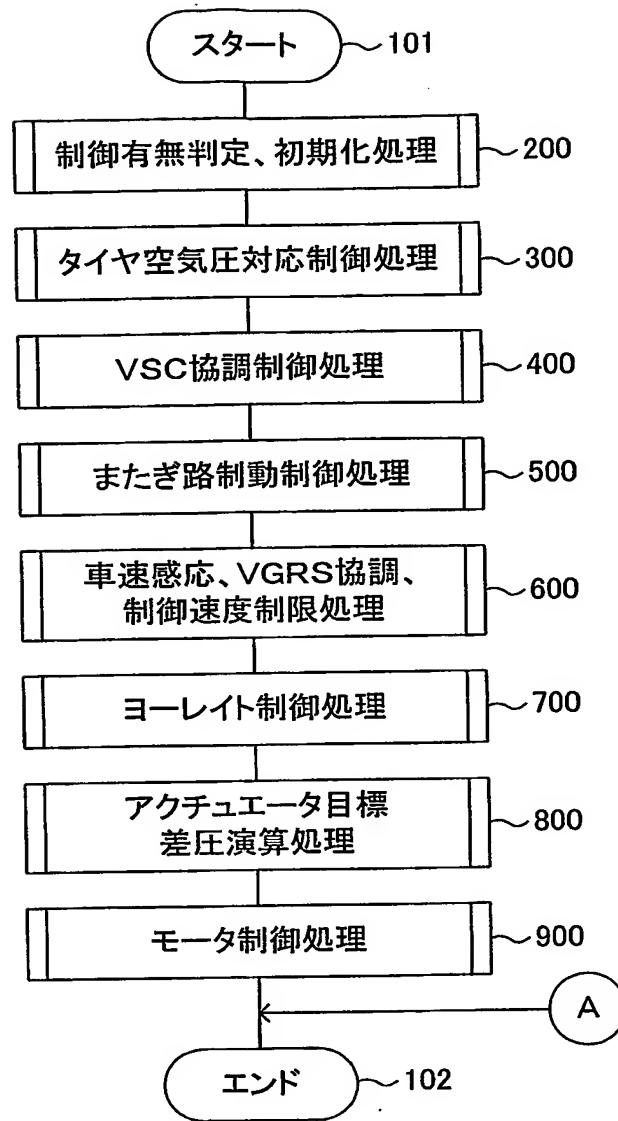 スタート 101
制御有無判定、初期化処理 200
タイヤ空気圧対応制御処理 300
VSC協調制御処理 400
またぎ路制動制御処理 500
車速感応、VGRS協調、
制御速度制限処理 600
ヨーレイト制御処理 700
アクチュエータ目標
差圧演算処理 800
モータ制御処理 900
A
エンド 102